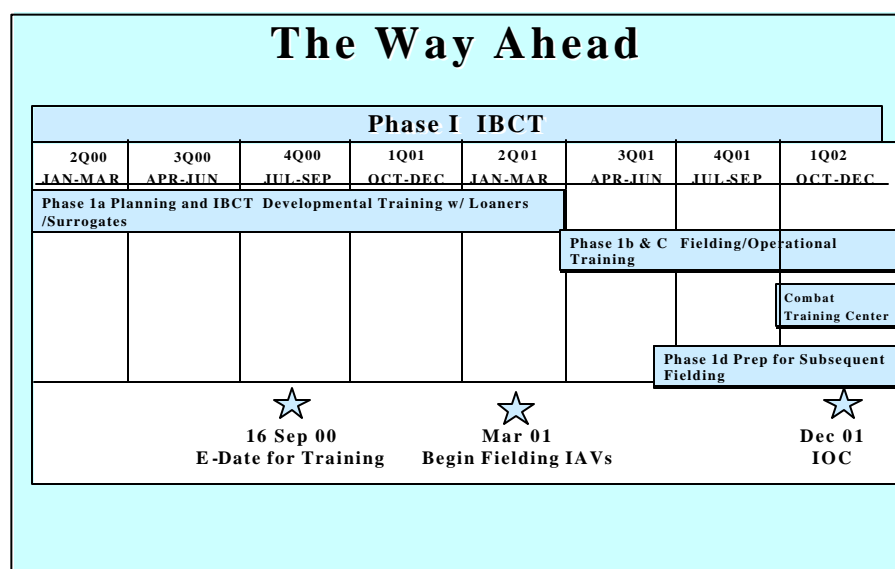 The Way Ahead
Phase I IBCT
2Q00 3Q00 4Q00 1Q01 2Q01 3Q01 4Q01 1Q02
JAN-MAR APR-JUN JUL-SEP OCT-DEC JAN-MAR APR-JUN JUL-SEP OCT-DEC
Phase 1a Planning and IBCT Developmental Training w/ Loaners
/Surrogates
Phase 1b & C Fielding/Operational
Training
Combat
Training Center
Phase 1d Prep for Subsequent
Fielding
16 Sep 00 Mar 01 Dec 01
E-Date for Training Begin Fielding IAVs IOC